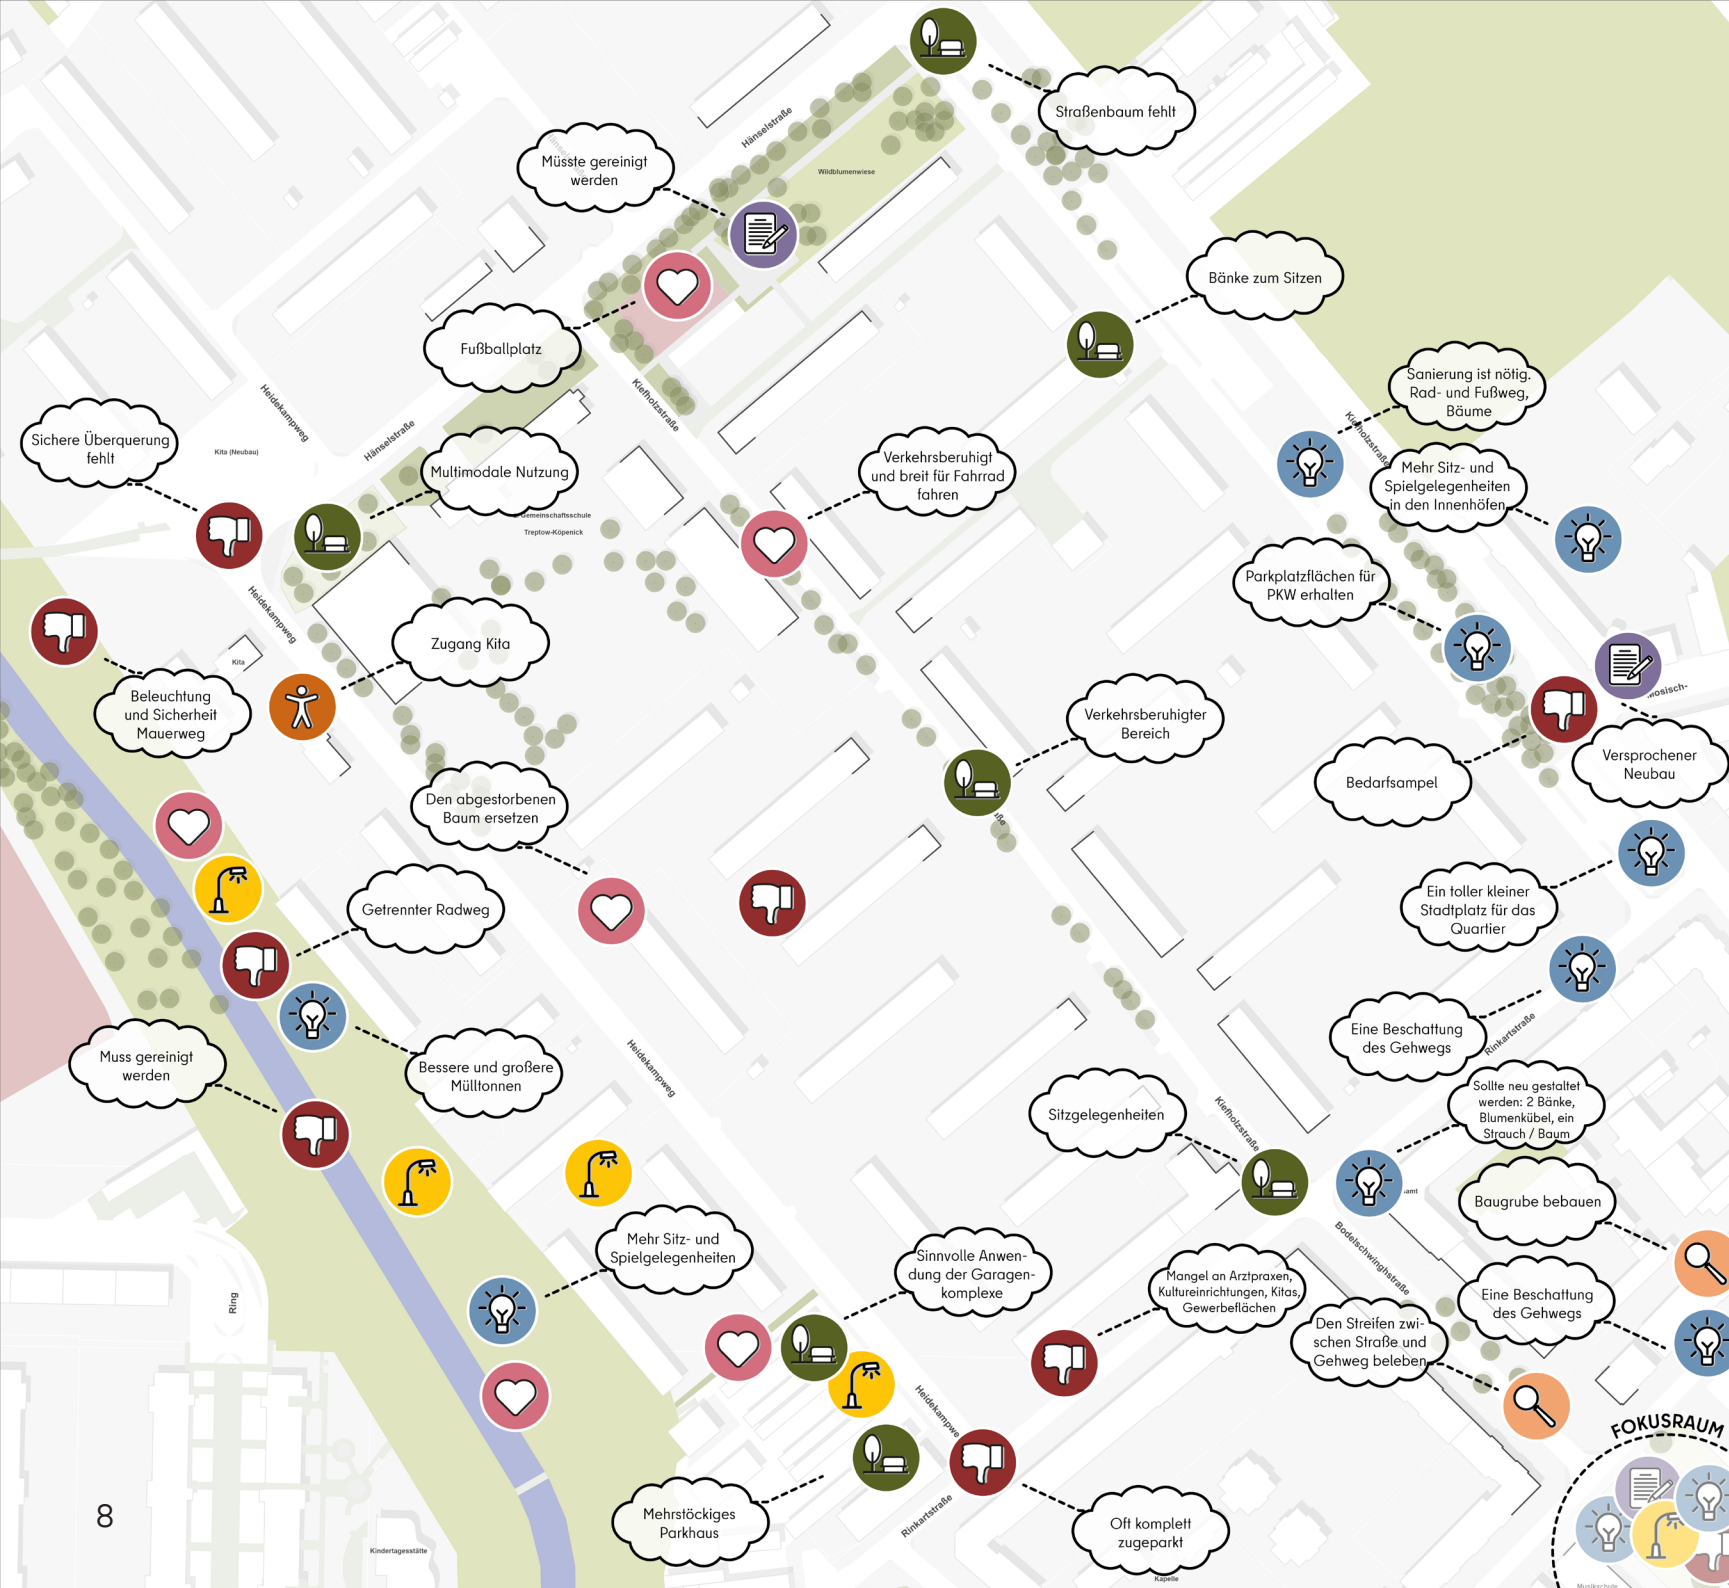 Straßenbaum fehlt
Hänselstraße
Müsste gereinigt
werden
Wildblumenwiese
Bänke zum Sitzen
Fußballplatz
Sanierung ist nötig.
Rad- und Fußweg,
Bäume
Kiefholzstraße
Heidekampweg
Kiefholzstraße
Sichere Überquerung
fehlt
Kita (Neubau)
Hänselstraße
Multimodale Nutzung
Verkehrsberuhigt
und breit für Fahrrad
fahren
Mehr Sitz- und
Spielgelegenheiten
in den Innenhöfen
Gemeinschaftsschule
Treptow-Köpenick
Parkplatzflächen für
PKW erhalten
Heidekampweg
Zugang Kita
Kita
Beleuchtung
und Sicherheit
Mauerweg
Verkehrsberuhigter
Bereich
Mosisch-
Versprochener
Neubau
Bedarfsampel
Den abgestorbenen
Baum ersetzen
Getrennter Radweg
Ein toller kleiner
Stadtplatz für das
Quartier
Eine Beschattung
des Gehwegs
Rinkartstraße
Muss gereinigt
werden
Bessere und großere
Mülltonnen
Heidekampweg
Sitzgelegenheiten
Kiefholzstraße
Sollte neu gestaltet
werden: 2 Bänke,
Blumenkübel, ein
Strauch / Baum
Baugrube bebauen
amt
Mehr Sitz- und
Spielgelegenheiten
Sinnvolle Anwen-
dung der Garagen-
komplexe
Bodelschwinghstraße
Mangel an Arztpraxen,
Kultureinrichtungen, Kitas,
Gewerbeflächen
Eine Beschattung
des Gehwegs
Den Streifen zwi-
schen Straße und
Gehweg beleben
Ring
Heidekampwe
FOKUSRAUM
8
Mehrstöckiges
Parkhaus
Rinkartstraße
Oft komplett
zugeparkt
Kindertagesstätte
Kapelle
Musikschule